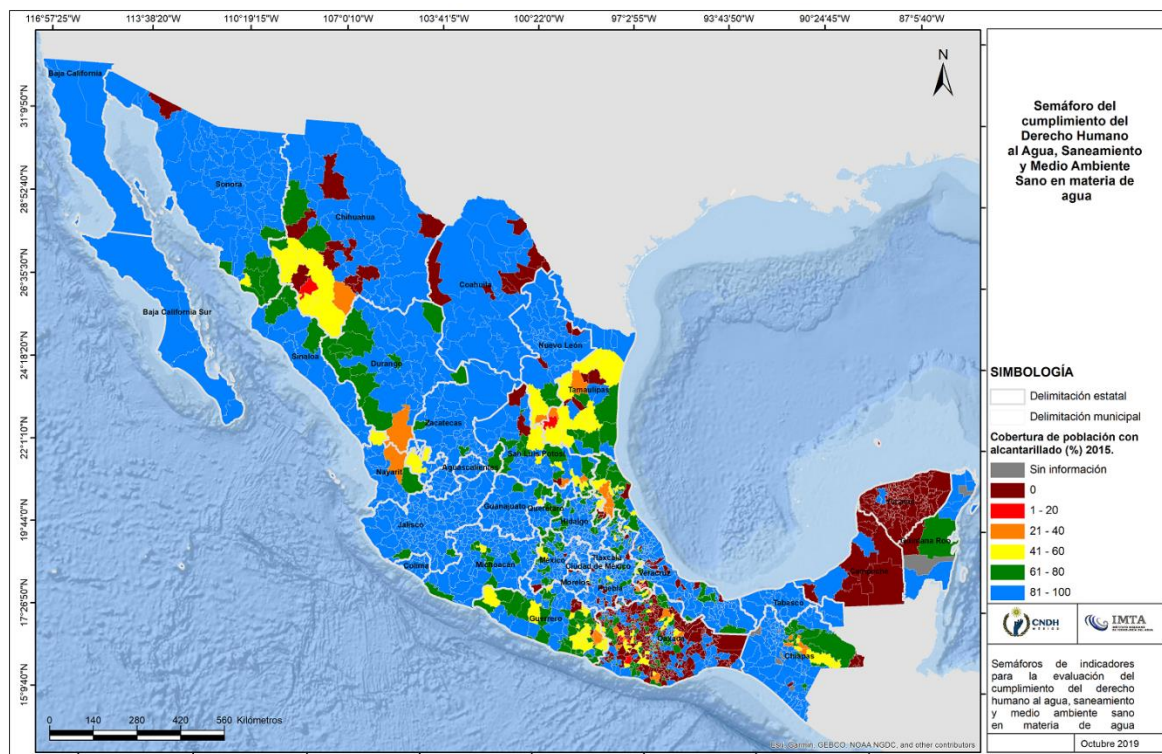 116°57'25"W 113°38'20"W 110°19'15"W 107°0'10"W 103°41'5"W 100°22'0"W 97°2'55"W 93°43'50"W 90°24'45"W 87°5'40"W
31°9'50"N
28°52'40"N
26°35'30"N
24°18'20"N
22°1'10"N
19°44'0"N
17°26'50"N
15°9'40"N
N
Baja California
Sonora
Chihuahua
Coahuila
Baja California Sur
Nuevo León
Sinaloa
Durango
Tamaulipas
Zacatecas
San Luis Potosí
Nayarit
Aguascalientes
Guanajuato
Querétaro
Hidalgo
Jalisco
Tlaxcala
Colima
Michoacán
México
Ciudad de México
Veracruz
Morelos
Puebla
Guerrero
Oaxaca
Tabasco
Chiapas
Campeche
Yucatán
Quintana Roo
0 140 280 420 560
Kilómetros
Esri, Garmin, GEBCO, NOAA NGDC, and other contributors
Semáforo del
cumplimiento del
Derecho Humano
al Agua, Saneamiento
y Medio Ambiente
Sano en materia de
agua
SIMBOLOGÍA
Delimitación estatal
Delimitación municipal
Cobertura de población con
alcantarillado (%) 2015.
Sin información
0
1 - 20
21 - 40
41 - 60
61 - 80
81 - 100
CNDH
MÉXICO
IMTA
INSTITUTO MEXICANO
DE TECNOLOGÍA DEL AGUA
Semáforos de indicadores
para la evaluación del
cumplimiento del derecho
humano al agua, saneamiento
y medio ambiente sano
en materia de agua
Octubre 2019